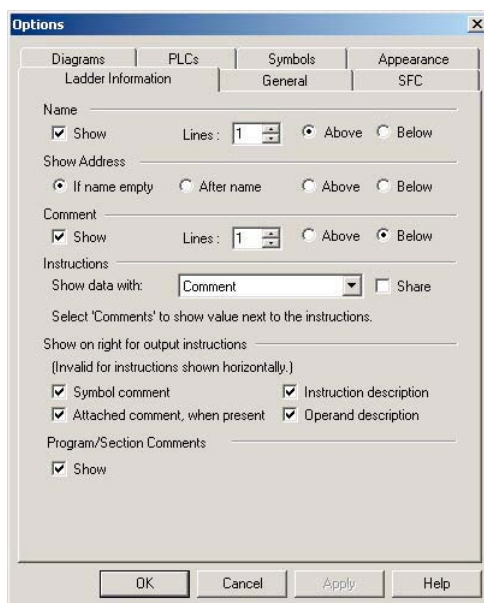 Options
Diagrams PLCs Symbols Appearance
Ladder Information General SFC
Name
Show Lines : 1 Above Below
Show Address
If name empty After name Above Below
Comment
Show Lines : 1 Above Below
Instructions
Show data with: Comment Share
Select 'Comments' to show value next to the instructions.
Show on right for output instructions
(Invalid for instructions shown horizontally.)
Symbol comment Instruction description
Attached comment, when present Operand description
Program/Section Comments
Show
OK Cancel Apply Help